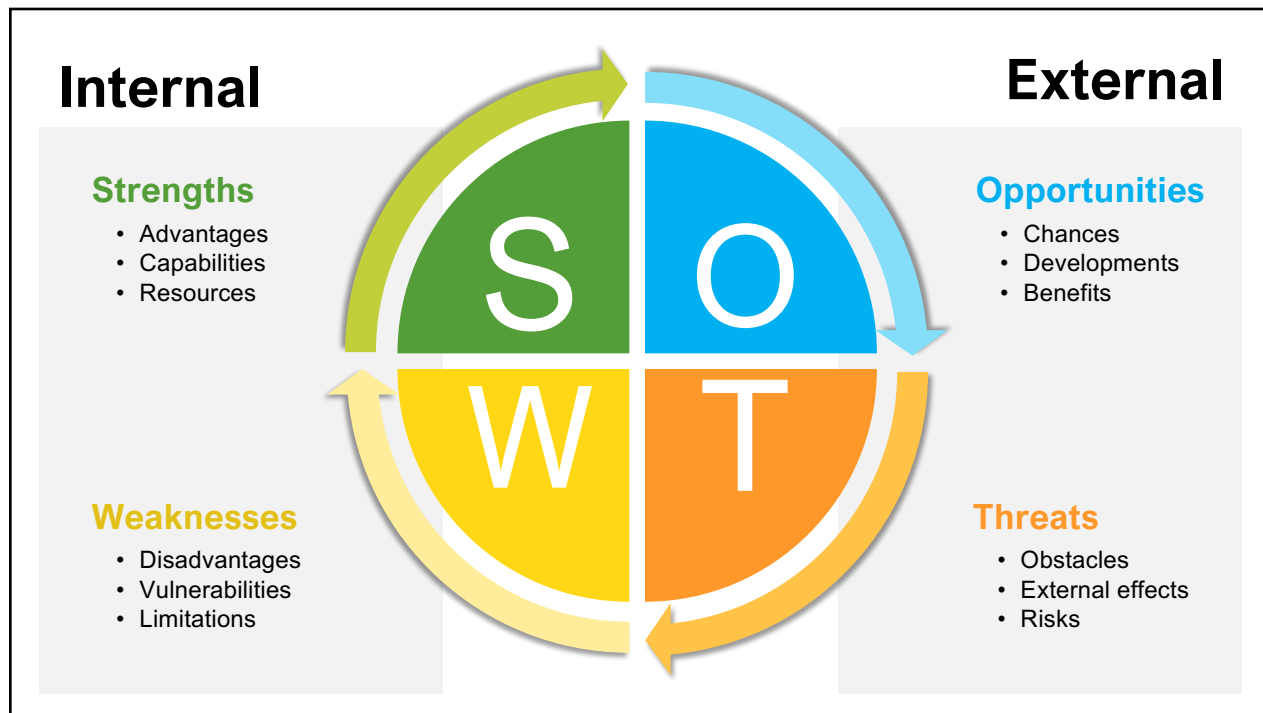 Internal
External
Strengths
• Advantages
• Capabilities
• Resources
S
O
Opportunities
• Chances
• Developments
• Benefits
Weaknesses
• Disadvantages
• Vulnerabilities
• Limitations
W
T
Threats
• Obstacles
• External effects
• Risks